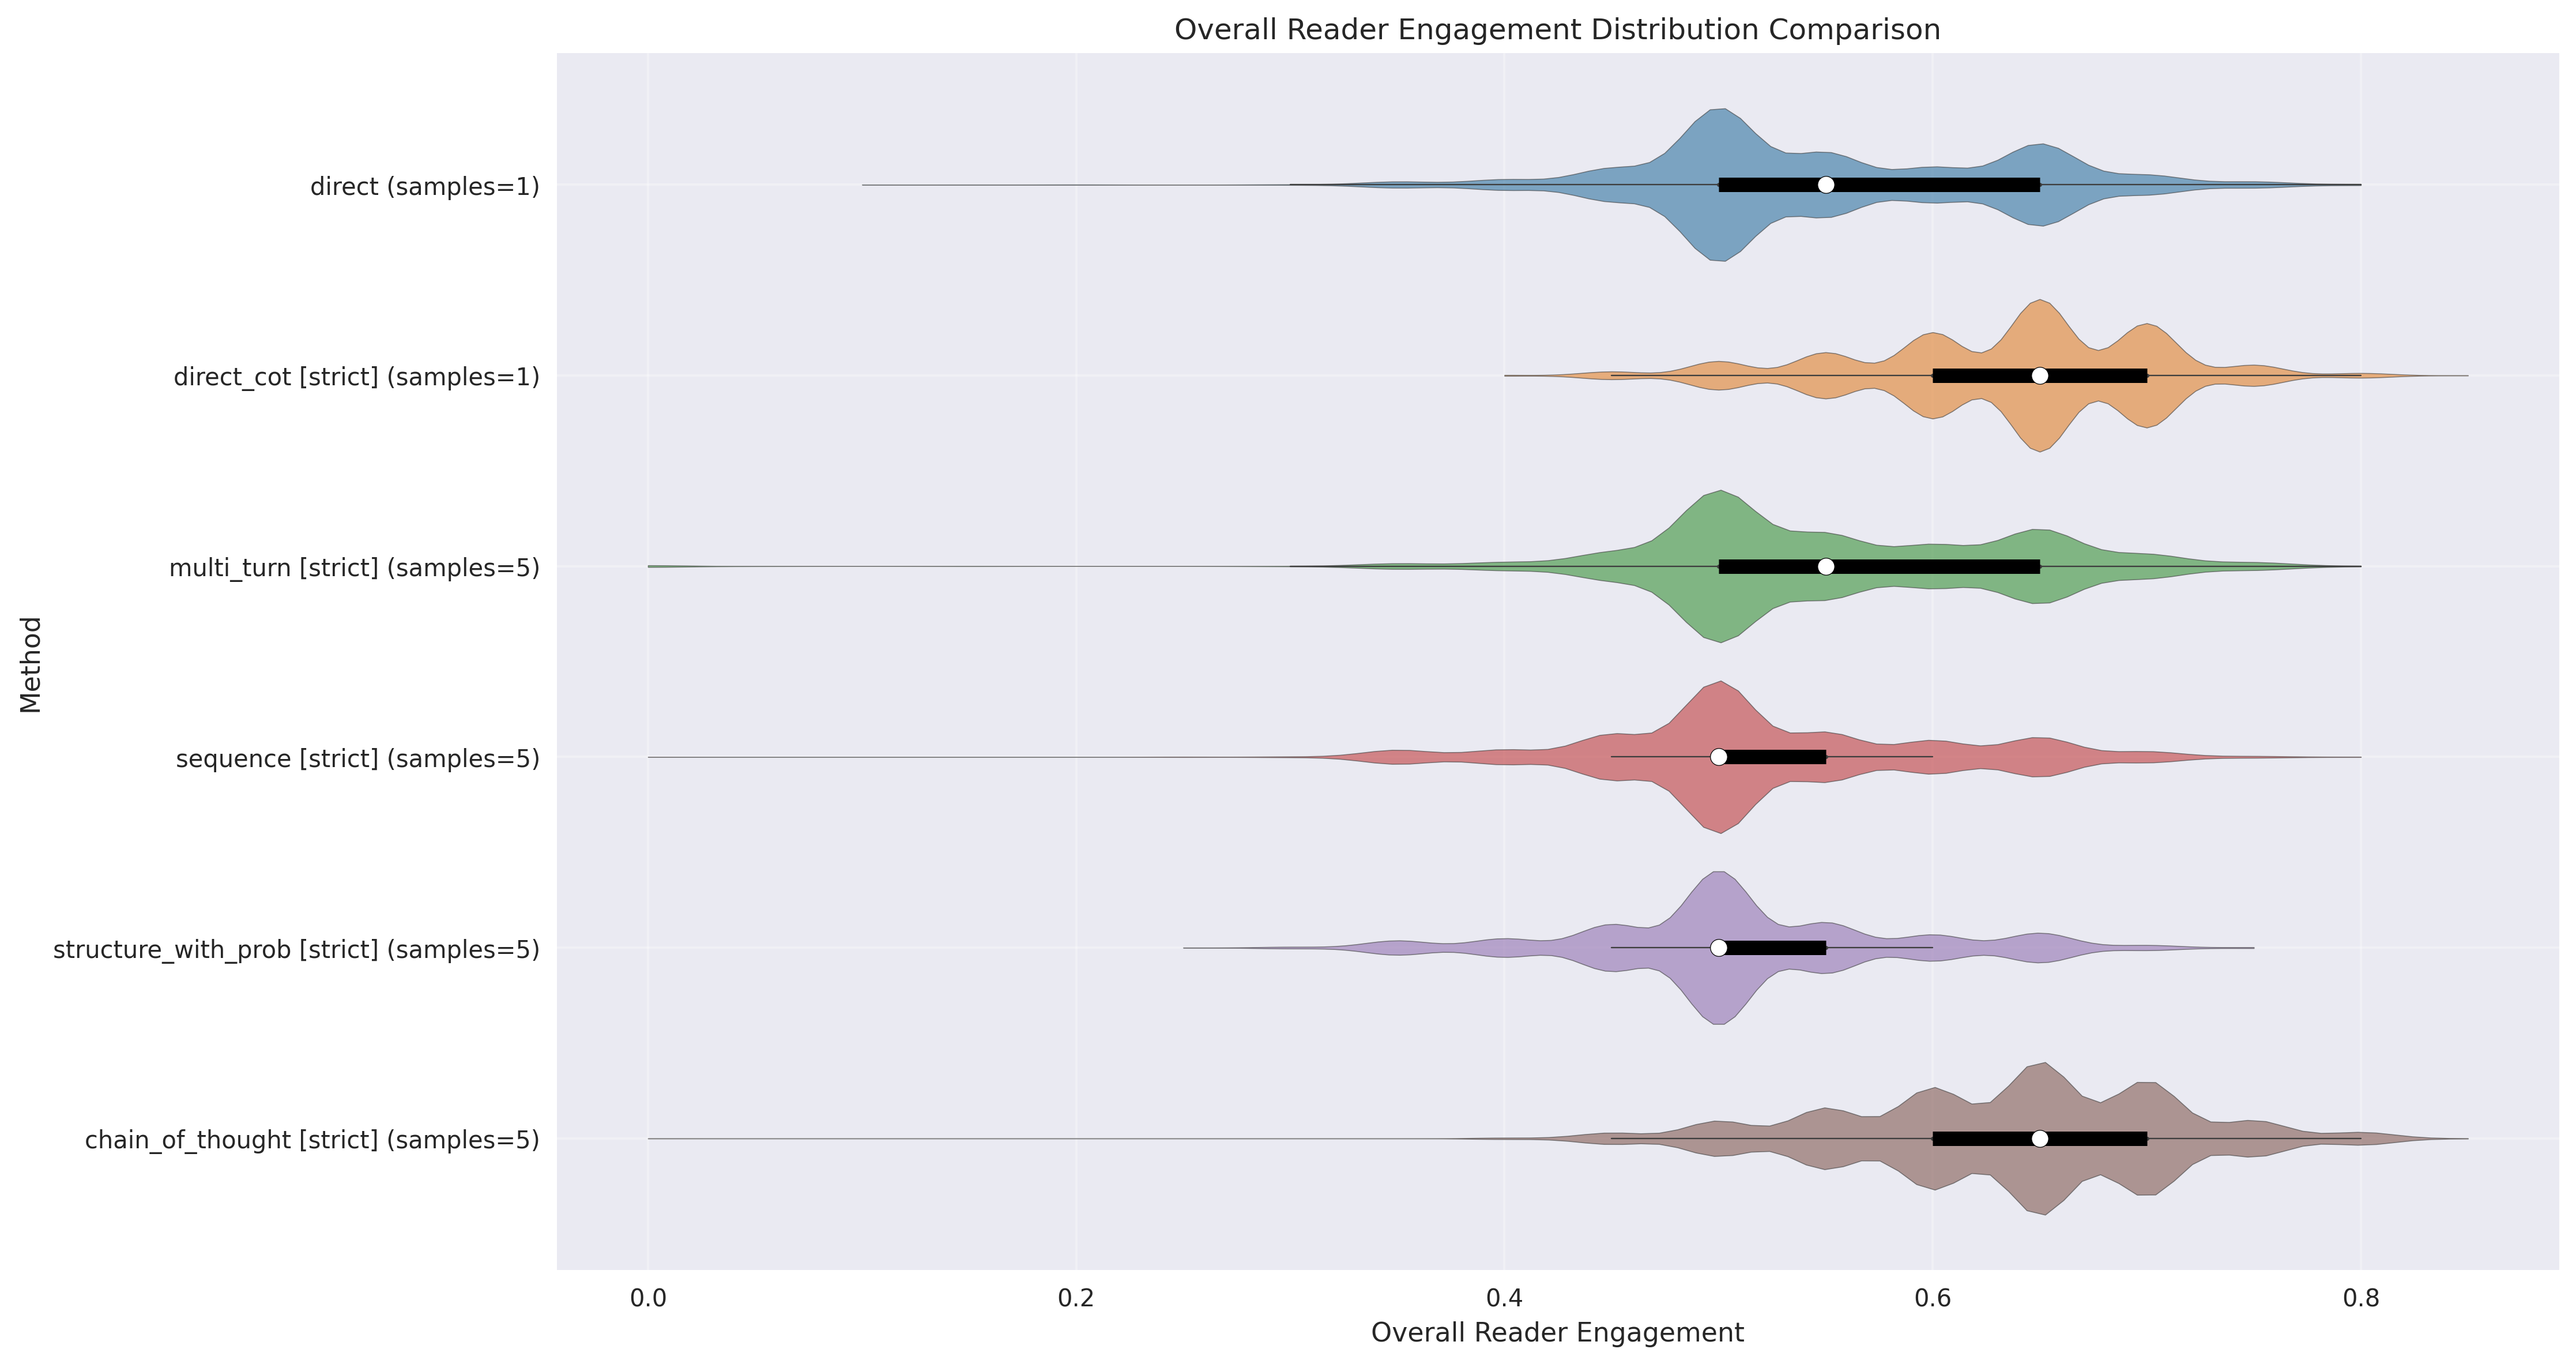 Overall Reader Engagement Distribution Comparison
direct (samples=1)
direct_cot [strict] (samples=1)
multi_turn [strict] (samples=5)
sequence [strict] (samples=5)
structure_with_prob [strict] (samples=5)
chain_of_thought [strict] (samples=5)
Method
0.0 0.2 0.4 0.6 0.8
Overall Reader Engagement